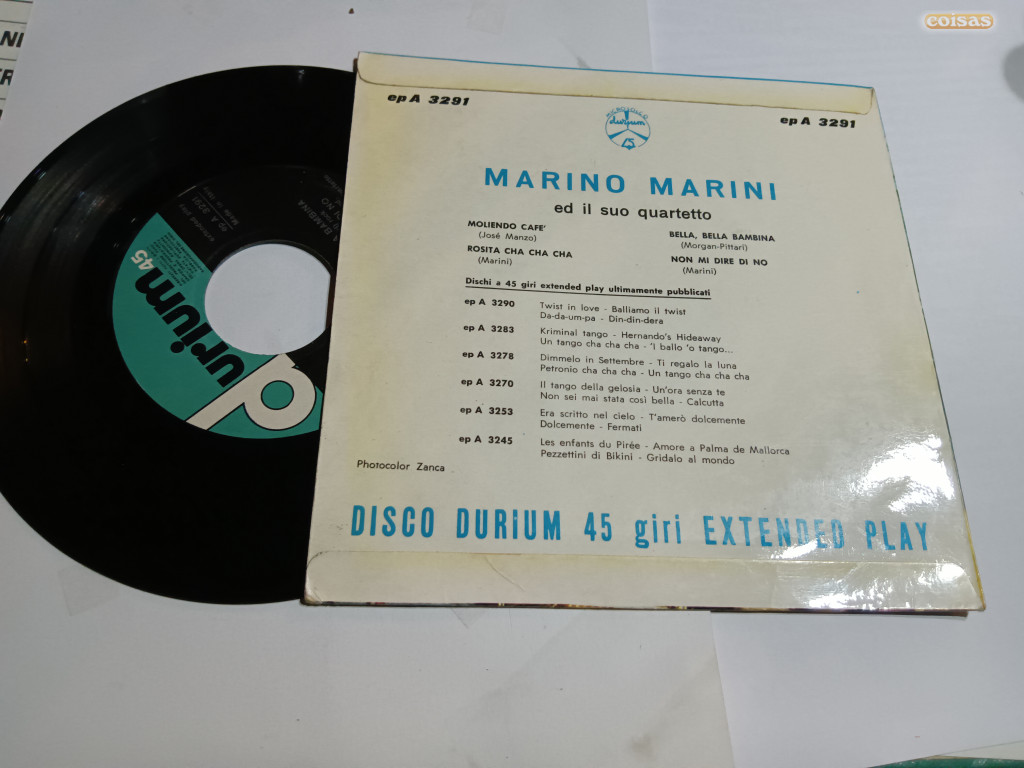 coisas
ep A 3291
ep A 3291
durium
45
MARINO MARINI
ed il suo quartetto
MOLIENDO CAFE'
(José Manzo)
ROSITA CHA CHA CHA
(Marini)
BELLA, BELLA BAMBINA
(Morgan-Pittari)
NON MI DIRE DI NO
(Marini)
Dischi a 45 giri extended play ultimamente pubblicati
ep A 3290 Twist in love - Balliamo il twist
Da-da-um-pa - Din-din-dera
ep A 3283 Kriminal tango - Hernando's Hideaway
Un tango cha cha cha - 'i ballo 'o tango...
ep A 3278 Dimmelo in Settembre - Ti regalo la luna
Petronio cha cha cha - Un tango cha cha cha
ep A 3270 Il tango della gelosia - Un'ora senza te
Non sei mai stata così bella - Calcutta
ep A 3253 Era scritto nel cielo - T'amerò dolcemente
Dolcemente - Fermati
ep A 3245 Les enfants du Pirée - Amore a Palma de Mallorca
Pezzettini di Bikini - Gridalo al mondo
Photocolor Zanca
DISCO DURiUM 45 giri EXTENDED PLAY
durium 45
BAMBINA
NO
ep A 3291